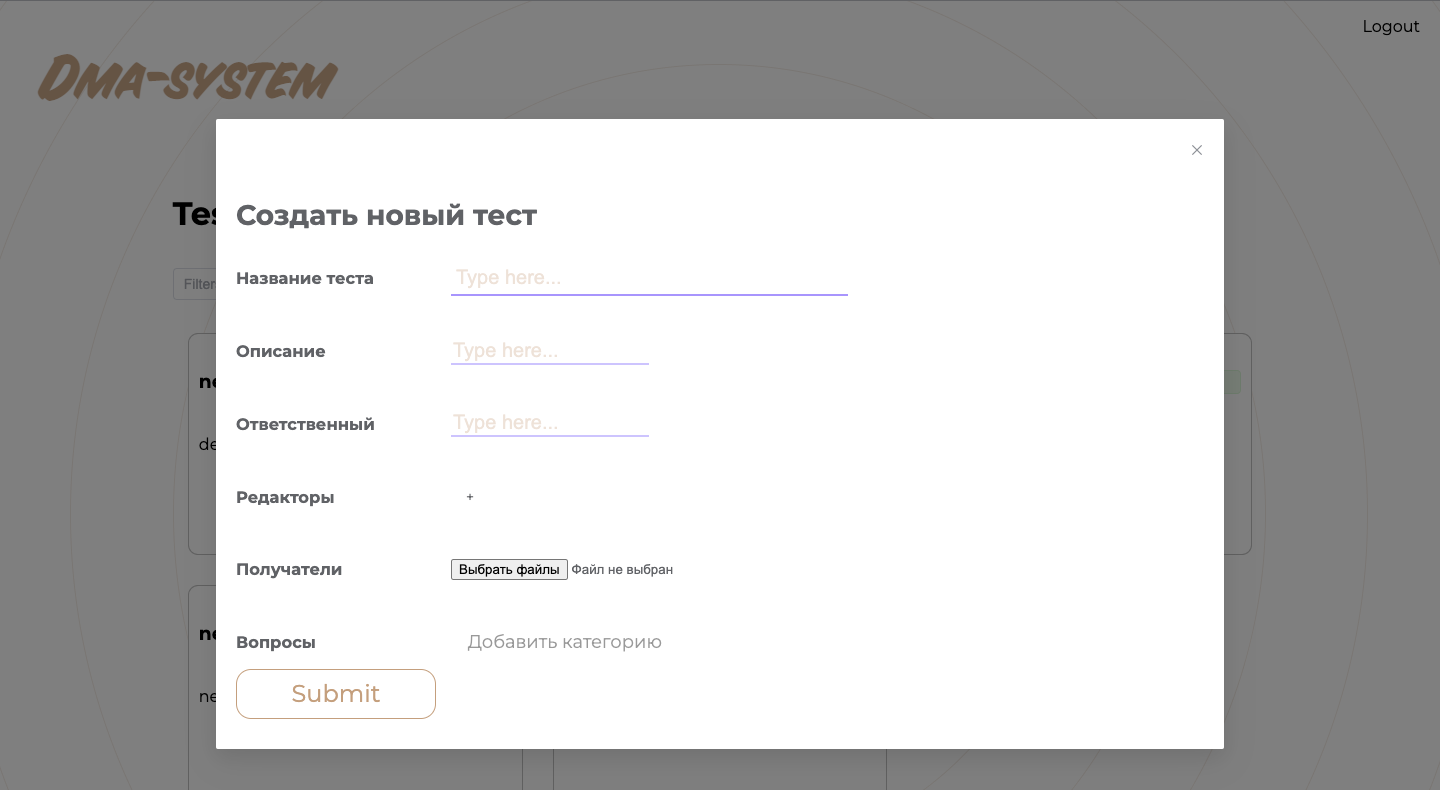 Logout
Dma-system
Tes
Filter
Создать новый тест
×
Название теста Type here...
Описание Type here...
Ответственный Type here...
Редакторы +
Получатели Выбрать файлы Файл не выбран
Вопросы Добавить категорию
Submit
ne
de
ne
ne